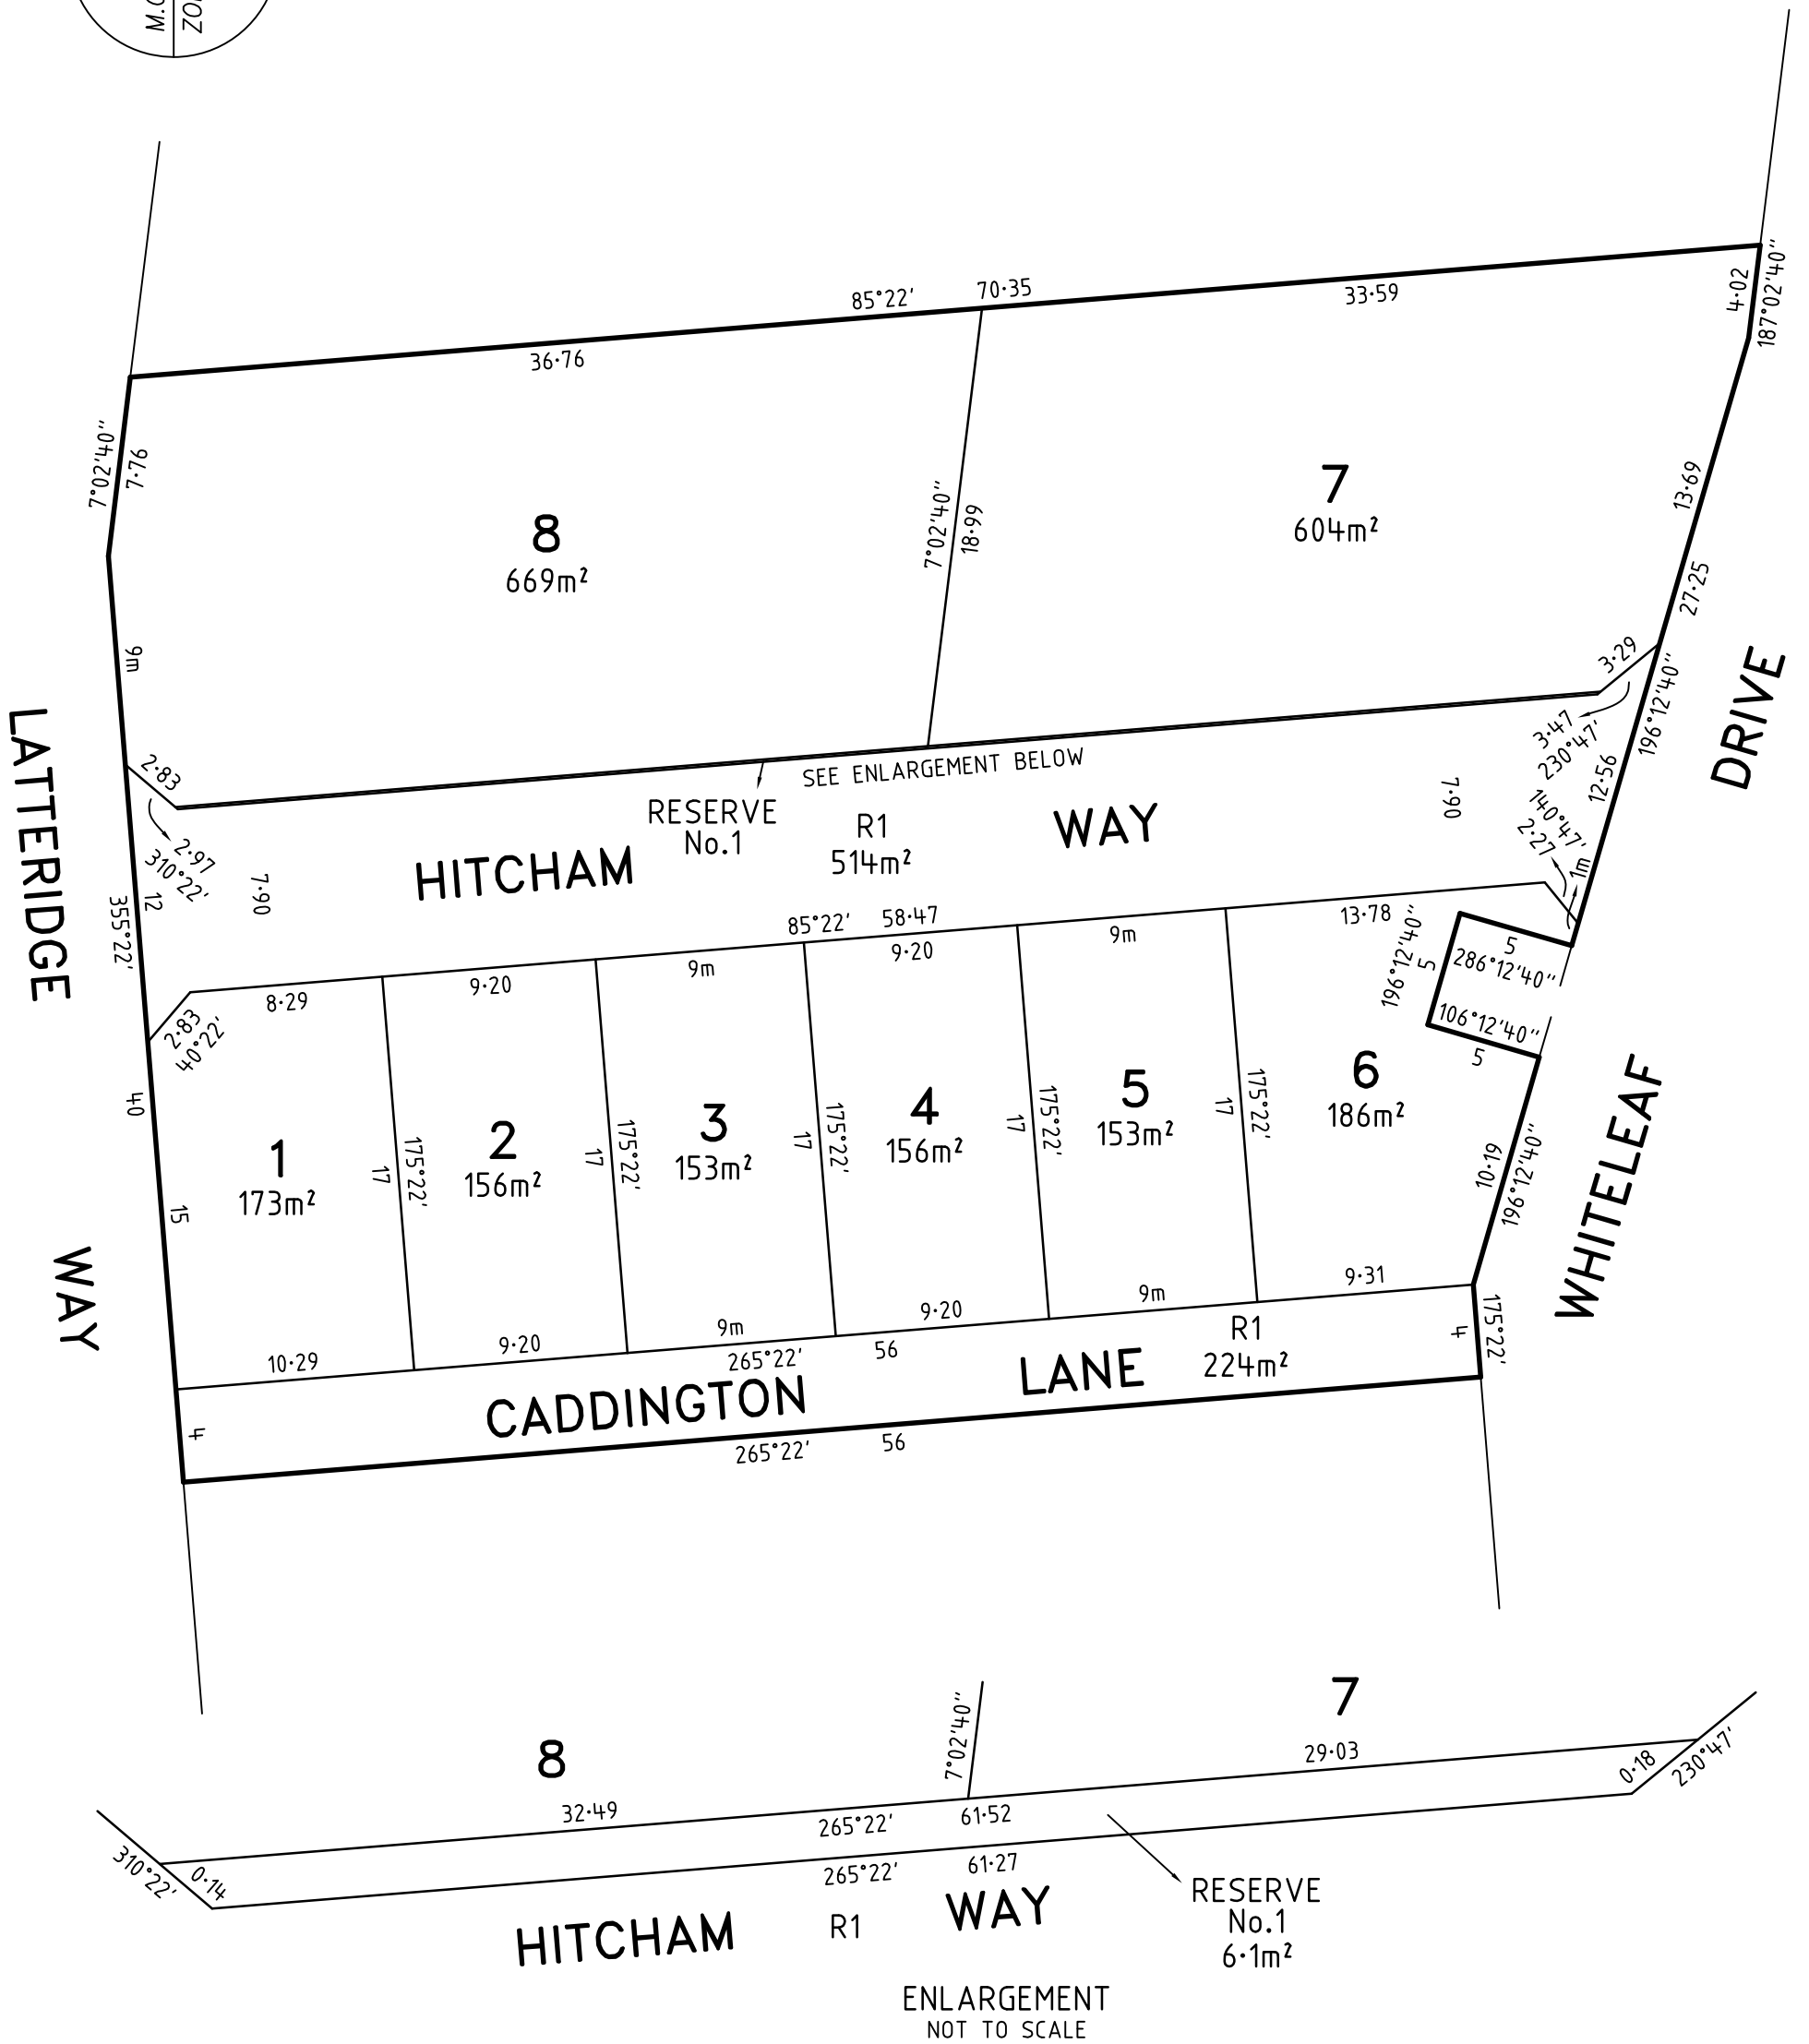 M.G
ZO
85°22' 70·35
33·59
36·76
4·02
187°02'40"
7°02'40"
7·76
8
669m²
7°02'40"
18·99
7
604m²
13·69
27·25
9m
3·29
196°12'40"
3·47
230°47'
12·56
2·83
2·97
310°22'
SEE ENLARGEMENT BELOW
RESERVE
No.1
R1
514m²
HITCHAM WAY
7·90
7·90
140°47'
2·27
1m
LATTERIDGE WAY
WHITELEAF DRIVE
355°22'
12
40
85°22' 58·47
8·29
9·20
9m
9·20
9m
13·78
2·83
40°22'
196°12'40"
5
5
286°12'40"
106°12'40"
5
1
173m²
15
17
175°22'
2
156m²
17
175°22'
3
153m²
17
175°22'
4
156m²
17
175°22'
5
153m²
17
175°22'
6
186m²
10·19
196°12'40"
10·29
9·20
9m
9·20
9m
9·31
265°22' 56
R1
224m²
4
175°22'
CADDINGTON LANE
4
265°22' 56
8
7°02'40"
7
32·49
29·03
265°22' 61·52
0·18
230°47'
310°22'
0·14
265°22' 61·27
HITCHAM R1 WAY
RESERVE
No.1
6·1m²
ENLARGEMENT
NOT TO SCALE